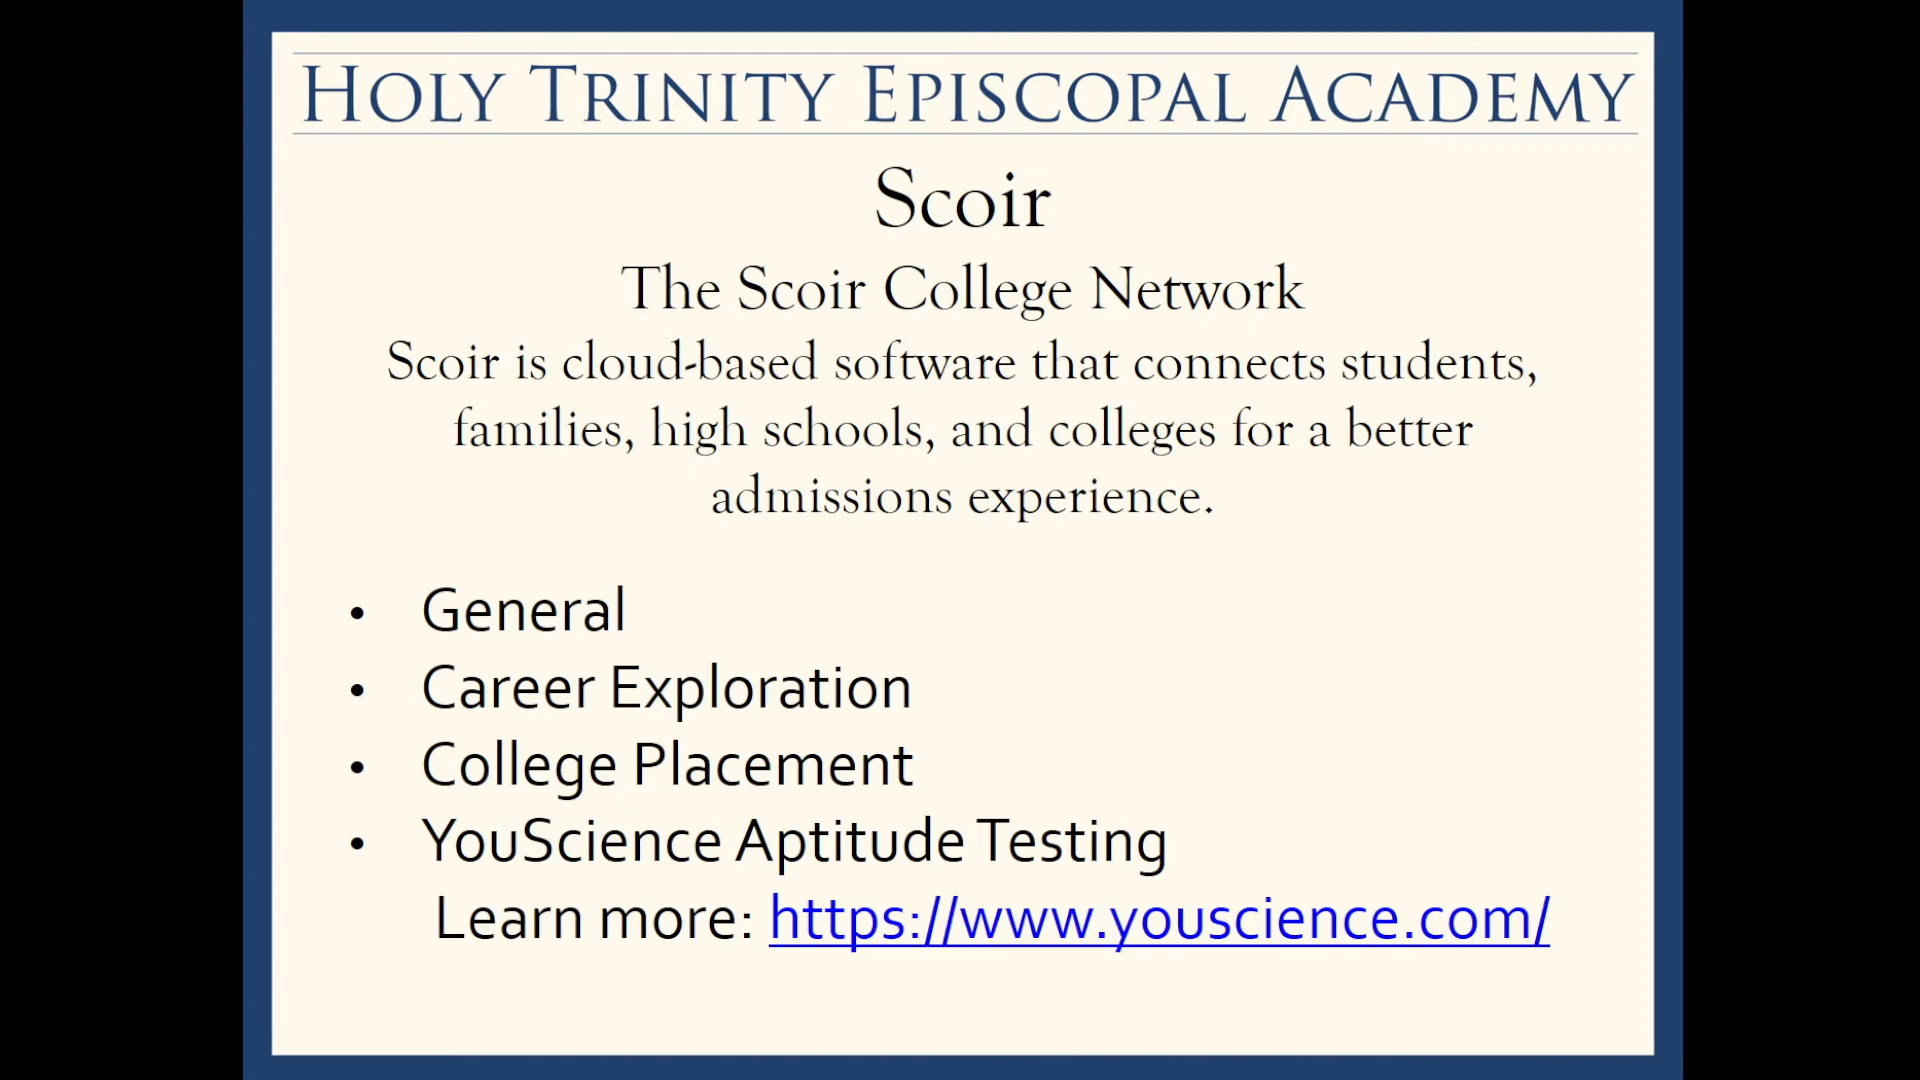 HOLY TRINITY EPISCOPAL ACADEMY
Scoir
The Scoir College Network
Scoir is cloud-based software that connects students,
families, high schools, and colleges for a better
admissions experience.
• General
• Career Exploration
• College Placement
• YouScience Aptitude Testing
Learn more: https://www.youscience.com/